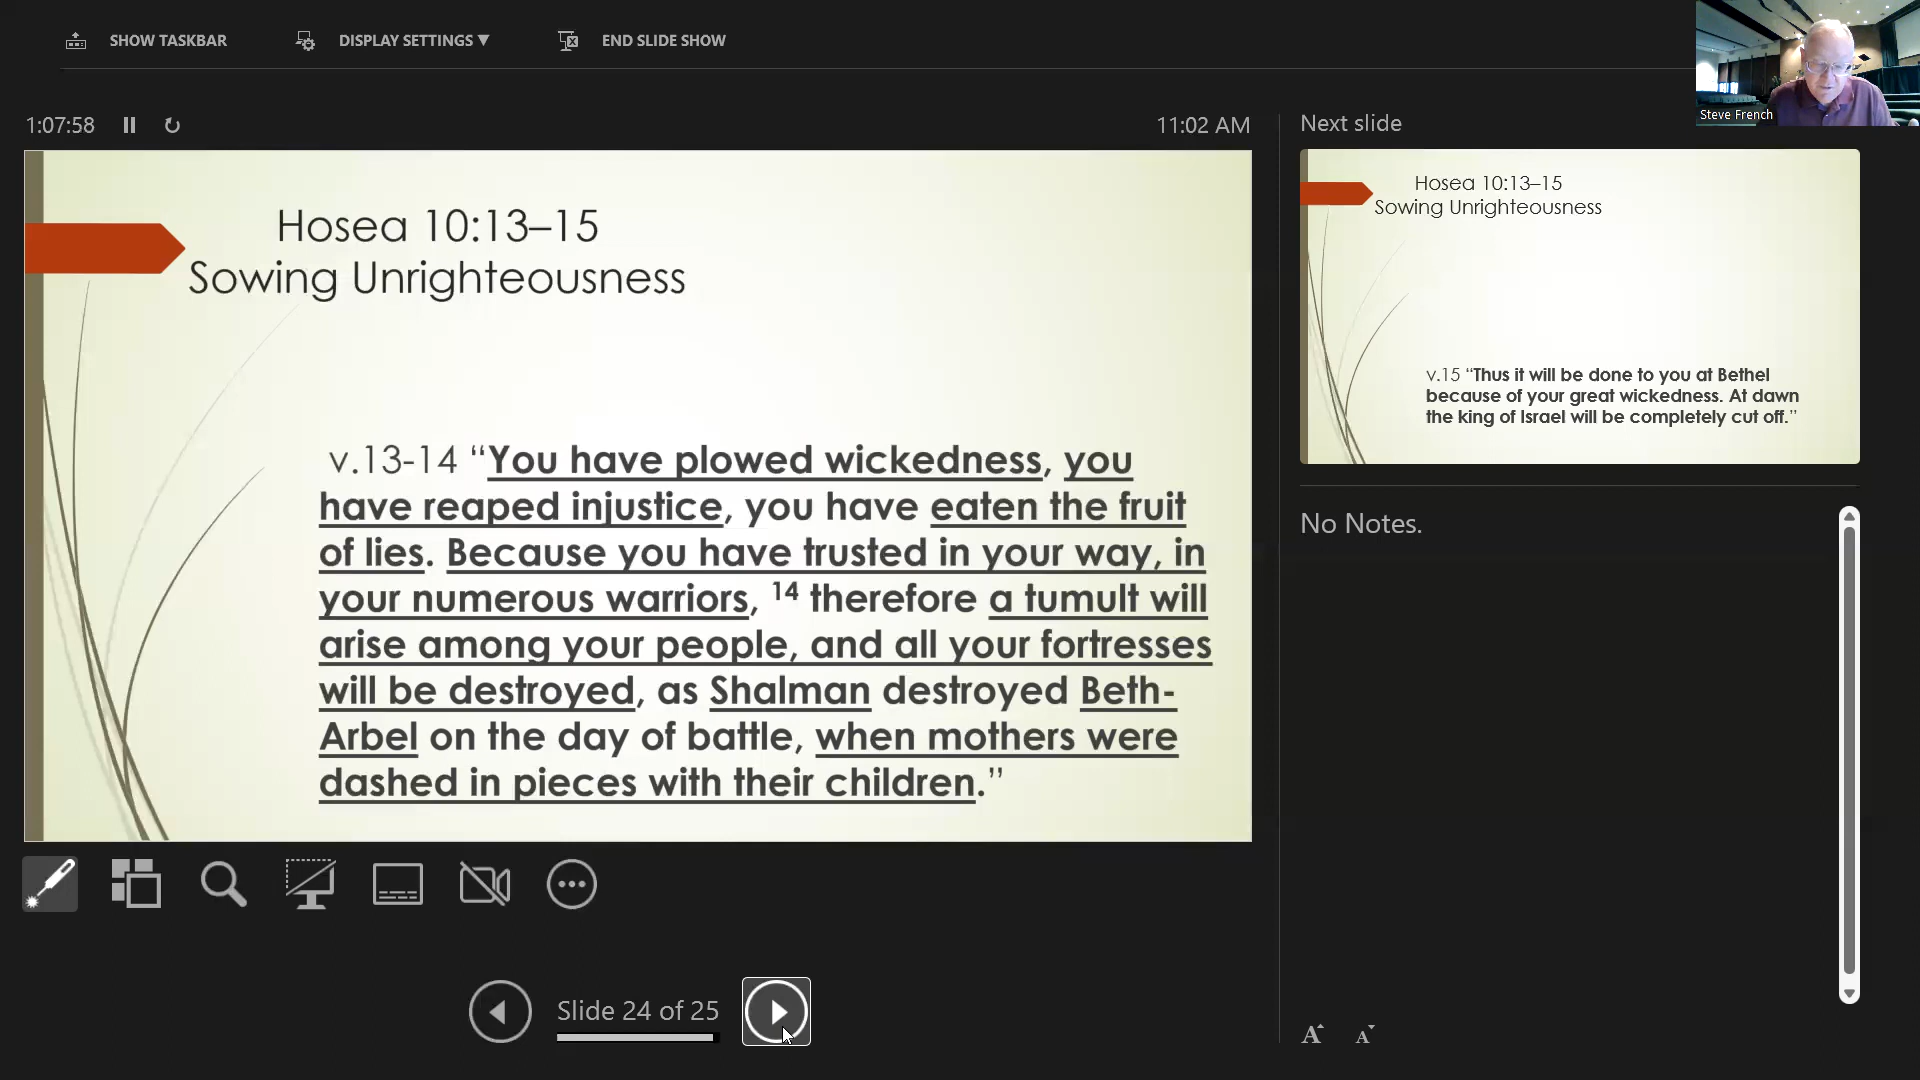 SHOW TASKBAR
DISPLAY SETTINGS ▼
END SLIDE SHOW
Steve French
1:07:58
11:02 AM
Next slide
Hosea 10:13–15
Sowing Unrighteousness
v.13-14 “You have plowed wickedness, you
have reaped injustice, you have eaten the fruit
of lies. Because you have trusted in your way, in
your numerous warriors, 14 therefore a tumult will
arise among your people, and all your fortresses
will be destroyed, as Shalman destroyed Beth-
Arbel on the day of battle, when mothers were
dashed in pieces with their children.”
Hosea 10:13–15
Sowing Unrighteousness
v.15 “Thus it will be done to you at Bethel
because of your great wickedness. At dawn
the king of Israel will be completely cut off.”
No Notes.
Slide 24 of 25
A A